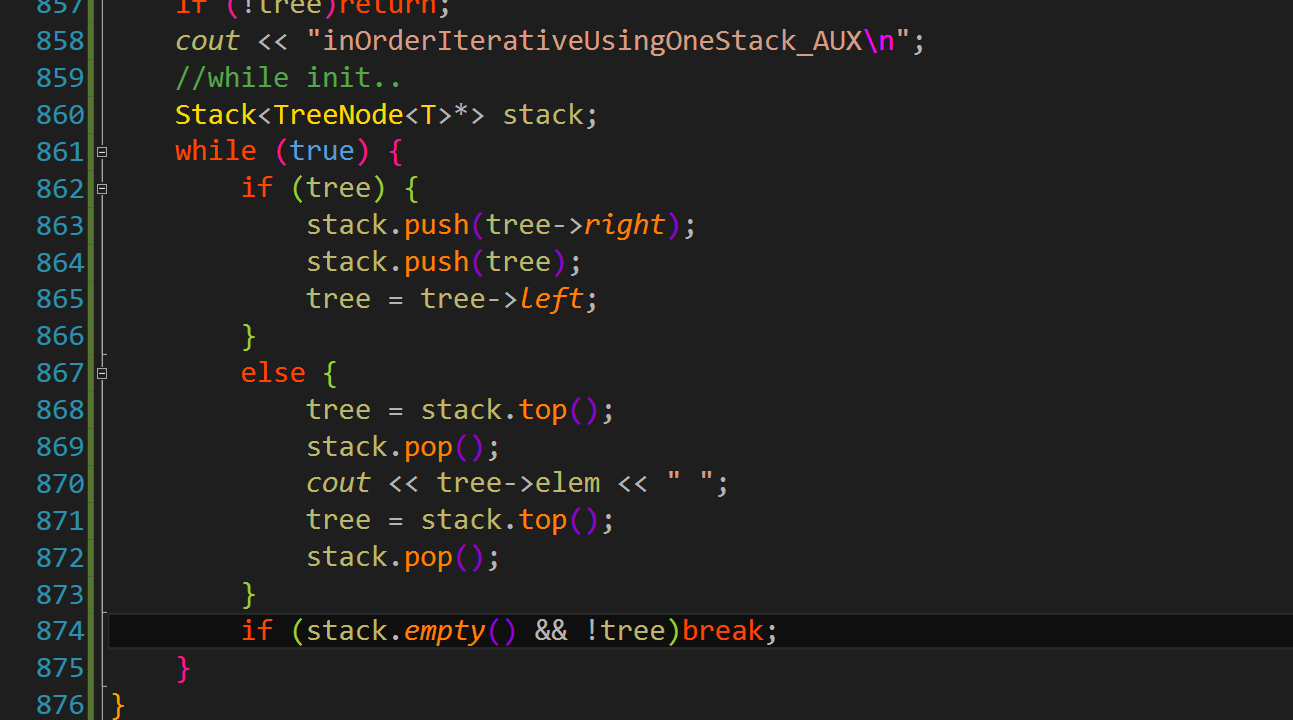 857 if (!tree)return;
858 cout << "inOrderIterativeUsingOneStack_AUX\n";
859 //while init..
860 Stack<TreeNode<T>*> stack;
861 while (true) {
862 if (tree) {
863 stack.push(tree->right);
864 stack.push(tree);
865 tree = tree->left;
866 }
867 else {
868 tree = stack.top();
869 stack.pop();
870 cout << tree->elem << " ";
871 tree = stack.top();
872 stack.pop();
873 }
874 if (stack.empty() && !tree)break;
875 }
876 }